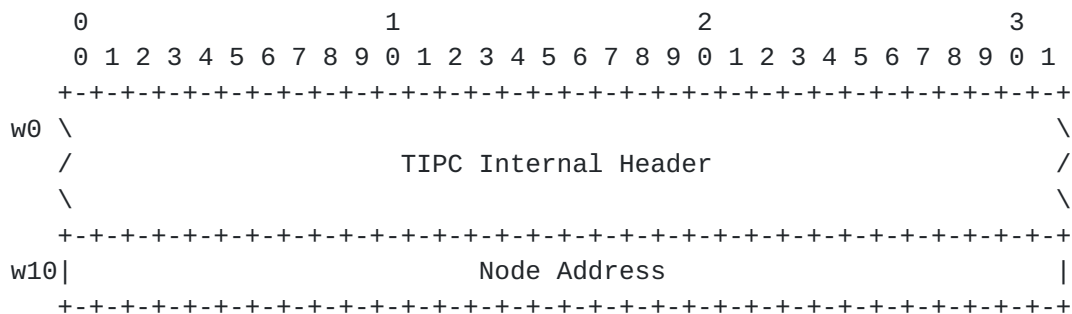 0                   1                   2                   3
    0 1 2 3 4 5 6 7 8 9 0 1 2 3 4 5 6 7 8 9 0 1 2 3 4 5 6 7 8 9 0 1
   +-+-+-+-+-+-+-+-+-+-+-+-+-+-+-+-+-+-+-+-+-+-+-+-+-+-+-+-+-+-+-+-+
w0 \                                                               \
   /                     TIPC Internal Header                      /
   \                                                               \
   +-+-+-+-+-+-+-+-+-+-+-+-+-+-+-+-+-+-+-+-+-+-+-+-+-+-+-+-+-+-+-+-+
w10|                          Node Address                         |
   +-+-+-+-+-+-+-+-+-+-+-+-+-+-+-+-+-+-+-+-+-+-+-+-+-+-+-+-+-+-+-+-+